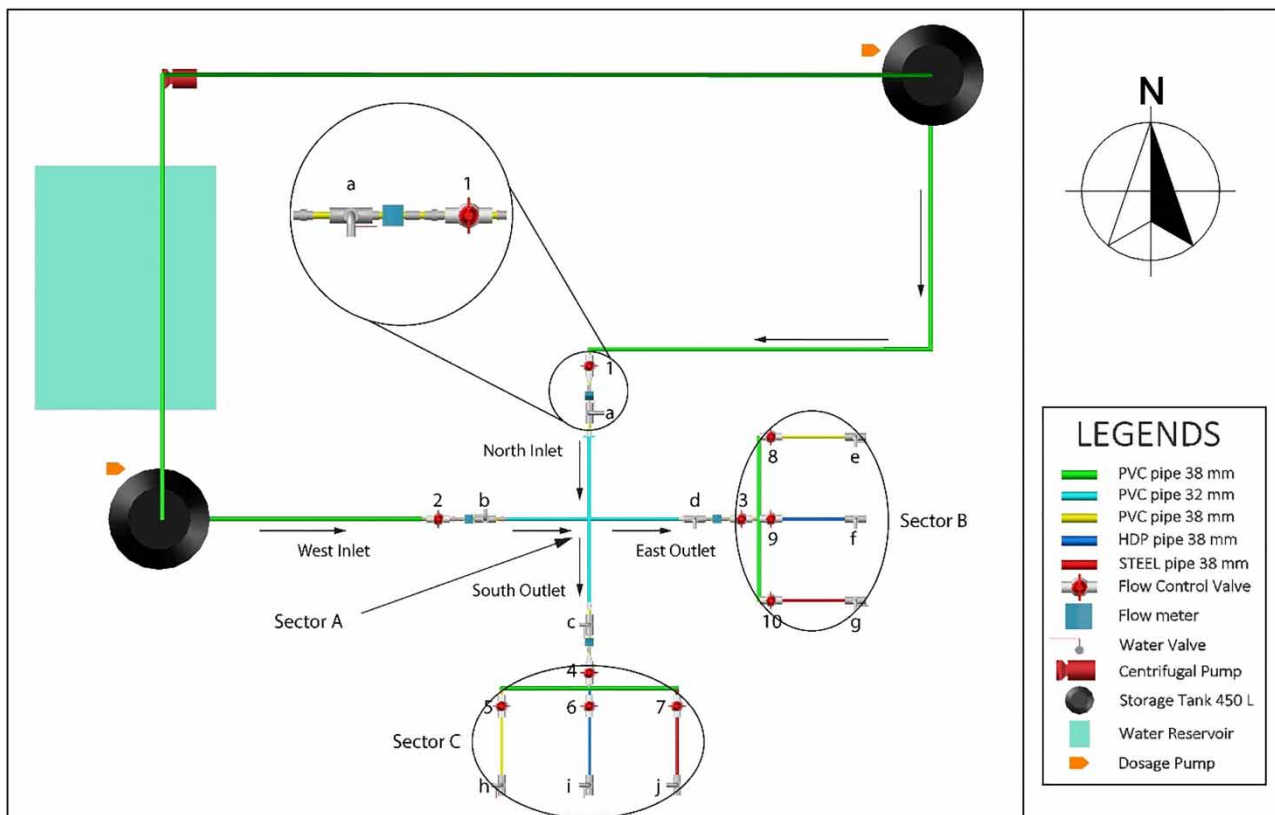 N
a
1
1
a
North Inlet
8
e
2
b
d
3
9
f
Sector B
West Inlet
East Outlet
South Outlet
10
g
Sector A
c
4
5
6
7
Sector C
h
i
j
LEGENDS
PVC pipe 38 mm
PVC pipe 32 mm
PVC pipe 38 mm
HDP pipe 38 mm
STEEL pipe 38 mm
Flow Control Valve
Flow meter
Water Valve
Centrifugal Pump
Storage Tank 450 L
Water Reservoir
Dosage Pump